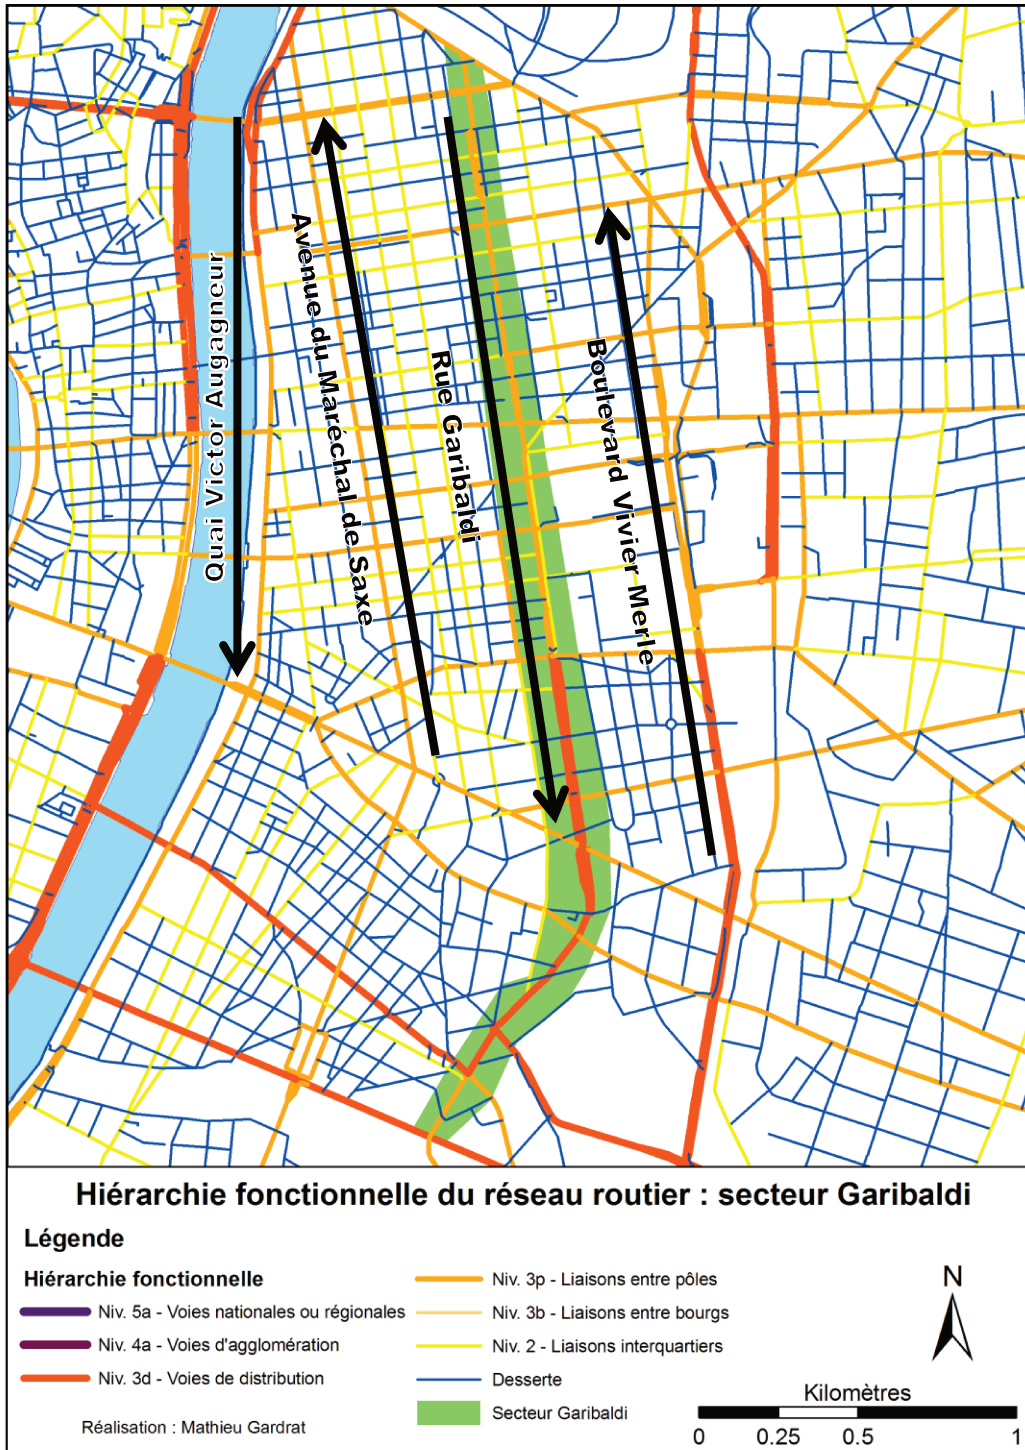 Quai Victor Augagneur
Avenue du Maréchal de Saxe
Rue Garibaldi
Boulevard Vivier Merle
Hiérarchie fonctionnelle du réseau routier : secteur Garibaldi
Légende
Hiérarchie fonctionnelle
Niv. 5a - Voies nationales ou régionales
Niv. 4a - Voies d'agglomération
Niv. 3d - Voies de distribution
Niv. 3p - Liaisons entre pôles
Niv. 3b - Liaisons entre bourgs
Niv. 2 - Liaisons interquartiers
Desserte
Secteur Garibaldi
Réalisation : Mathieu Gardrat
N
Kilomètres
0 0.25 0.5 1